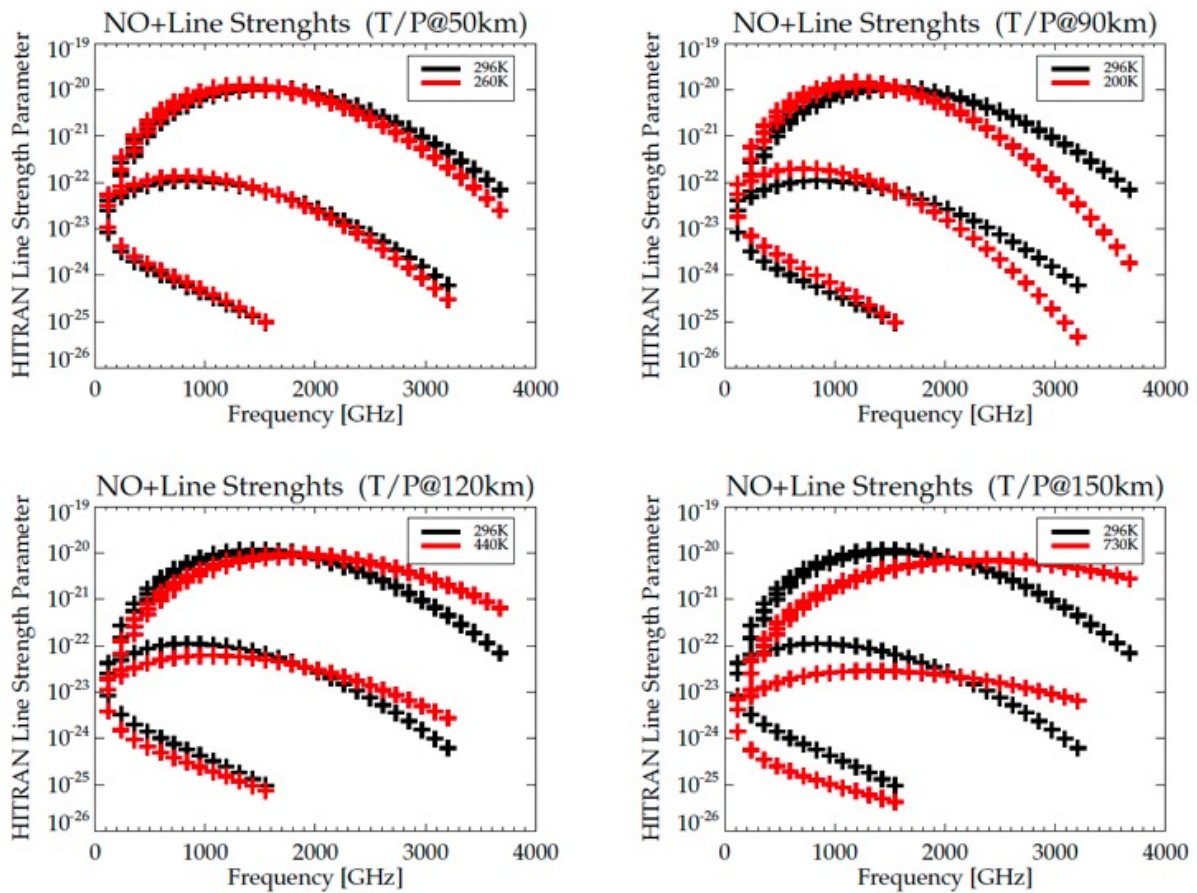 NO+Line Strenghts (T/P@50km)
HITRAN Line Strength Parameter
10-19
10-20
10-21
10-22
10-23
10-24
10-25
10-26
296K
260K
0 1000 2000 3000 4000
Frequency [GHz]
NO+Line Strenghts (T/P@90km)
HITRAN Line Strength Parameter
10-19
10-20
10-21
10-22
10-23
10-24
10-25
10-26
296K
200K
0 1000 2000 3000 4000
Frequency [GHz]
NO+Line Strenghts (T/P@120km)
HITRAN Line Strength Parameter
10-19
10-20
10-21
10-22
10-23
10-24
10-25
10-26
296K
440K
0 1000 2000 3000 4000
Frequency [GHz]
NO+Line Strenghts (T/P@150km)
HITRAN Line Strength Parameter
10-19
10-20
10-21
10-22
10-23
10-24
10-25
10-26
296K
730K
0 1000 2000 3000 4000
Frequency [GHz]